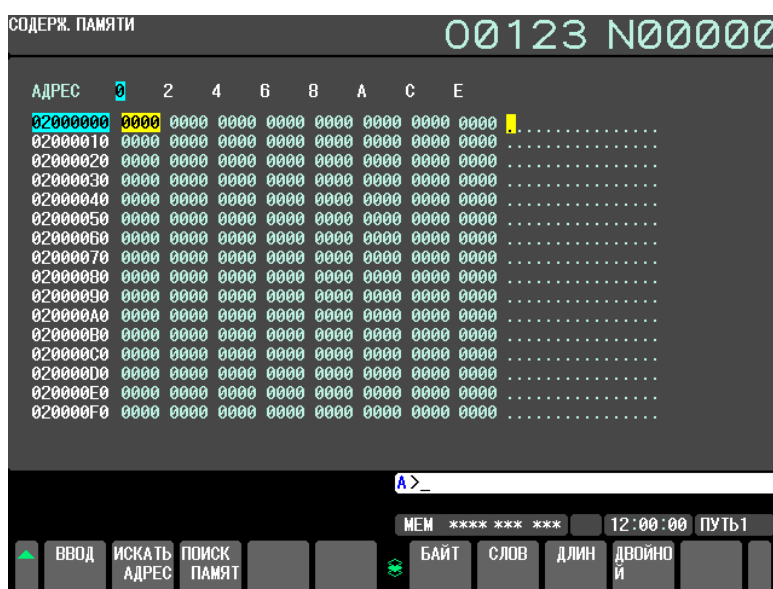 СОДЕРЖ. ПАМЯТИ O0123 N00000
АДРЕС 0 2 4 6 8 A C E
02000000 0000 0000 0000 0000 0000 0000 0000 0000 ................
02000010 0000 0000 0000 0000 0000 0000 0000 0000 ................
02000020 0000 0000 0000 0000 0000 0000 0000 0000 ................
02000030 0000 0000 0000 0000 0000 0000 0000 0000 ................
02000040 0000 0000 0000 0000 0000 0000 0000 0000 ................
02000050 0000 0000 0000 0000 0000 0000 0000 0000 ................
02000060 0000 0000 0000 0000 0000 0000 0000 0000 ................
02000070 0000 0000 0000 0000 0000 0000 0000 0000 ................
02000080 0000 0000 0000 0000 0000 0000 0000 0000 ................
02000090 0000 0000 0000 0000 0000 0000 0000 0000 ................
020000A0 0000 0000 0000 0000 0000 0000 0000 0000 ................
020000B0 0000 0000 0000 0000 0000 0000 0000 0000 ................
020000C0 0000 0000 0000 0000 0000 0000 0000 0000 ................
020000D0 0000 0000 0000 0000 0000 0000 0000 0000 ................
020000E0 0000 0000 0000 0000 0000 0000 0000 0000 ................
020000F0 0000 0000 0000 0000 0000 0000 0000 0000 ................
A>_
MEM **** *** *** 12:00:00 ПУТЬ1
ВВОД ИСКАТЬ ПОИСК БАЙТ СЛОВ ДЛИН ДВОЙНО
АДРЕС ПАМЯТ Й